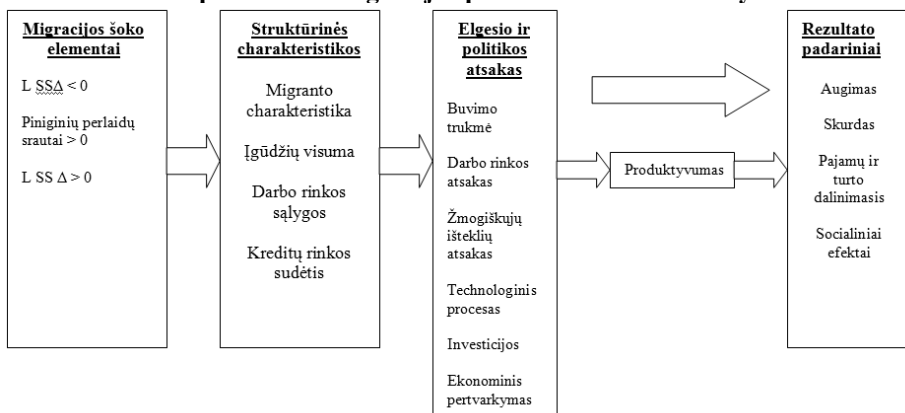 Migracijos šoko
elementai
L SSΔ < 0
Piniginių perlaidų
srautai > 0
L SS Δ > 0
Struktūrinės
charakteristikos
Migranto
charakteristika
Įgūdžių visuma
Darbo rinkos
sąlygos
Kreditų rinkos
sudėtis
Elgesio ir
politikos
atsakas
Buvimo
trukmė
Darbo rinkos
atsakas
Žmogiškųjų
išteklių
atsakas
Technologinis
procesas
Investicijos
Ekonominis
pertvarkymas
Produktyvumas
Rezultato
padariniai
Augimas
Skurdas
Pajamų ir
turto
dalinimasis
Socialiniai
efektai